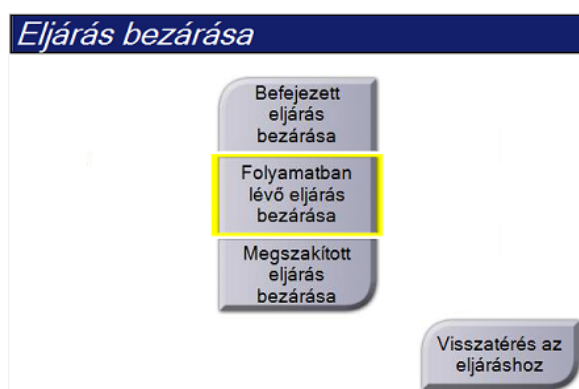 Eljárás bezárása
Befejezett
eljárás
bezárása
Folyamatban
lévő eljárás
bezárása
Megszakított
eljárás
bezárása
Visszatérés az
eljáráshoz